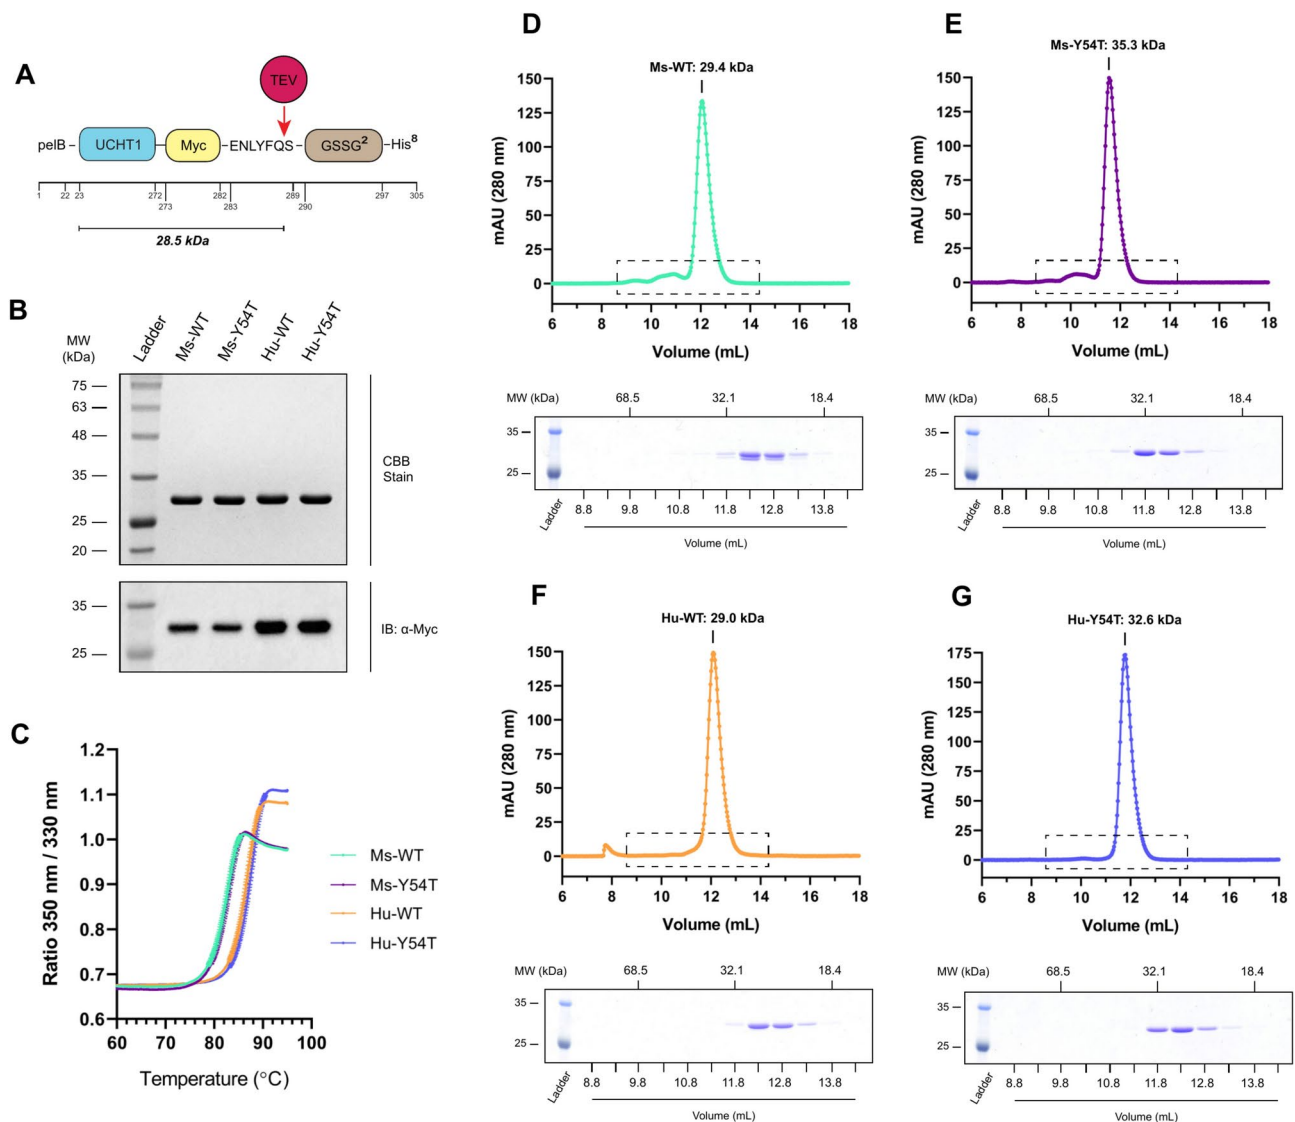 A
TEV
pelB
UCHT1
Myc
ENLYFQS
GSSG²
His⁸
1 22 23 272 282 289 297 305
273 283 290
28.5 kDa
B
MW
(kDa)
Ladder
Ms-WT
Ms-Y54T
Hu-WT
Hu-Y54T
75
63
48
35
25
20
CBB
Stain
35
25
IB: α-Myc
C
Ratio 350 nm / 330 nm
1.2
1.1
1.0
0.9
0.8
0.7
0.6
60 70 80 90 100
Temperature (°C)
Ms-WT
Ms-Y54T
Hu-WT
Hu-Y54T
D
Ms-WT: 29.4 kDa
mAU (280 nm)
150
125
100
75
50
25
0
6 8 10 12 14 16 18
Volume (mL)
MW (kDa) 68.5 32.1 18.4
35
25
Ladder
8.8 9.8 10.8 11.8 12.8 13.8
Volume (mL)
E
Ms-Y54T: 35.3 kDa
mAU (280 nm)
150
125
100
75
50
25
0
6 8 10 12 14 16 18
Volume (mL)
MW (kDa) 68.5 32.1 18.4
35
25
Ladder
8.8 9.8 10.8 11.8 12.8 13.8
Volume (mL)
F
Hu-WT: 29.0 kDa
mAU (280 nm)
150
125
100
75
50
25
0
6 8 10 12 14 16 18
Volume (mL)
MW (kDa) 68.5 32.1 18.4
35
25
Ladder
8.8 9.8 10.8 11.8 12.8 13.8
Volume (mL)
G
Hu-Y54T: 32.6 kDa
mAU (280 nm)
175
150
125
100
75
50
25
0
6 8 10 12 14 16 18
Volume (mL)
MW (kDa) 68.5 32.1 18.4
35
25
Ladder
8.8 9.8 10.8 11.8 12.8 13.8
Volume (mL)